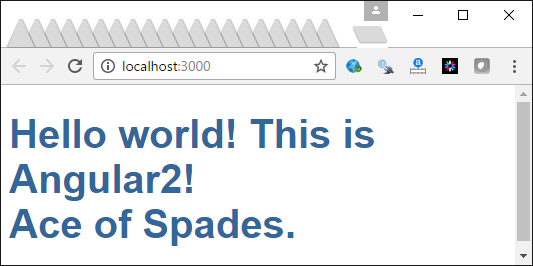 localhost:3000
Hello world! This is
Angular2!
Ace of Spades.